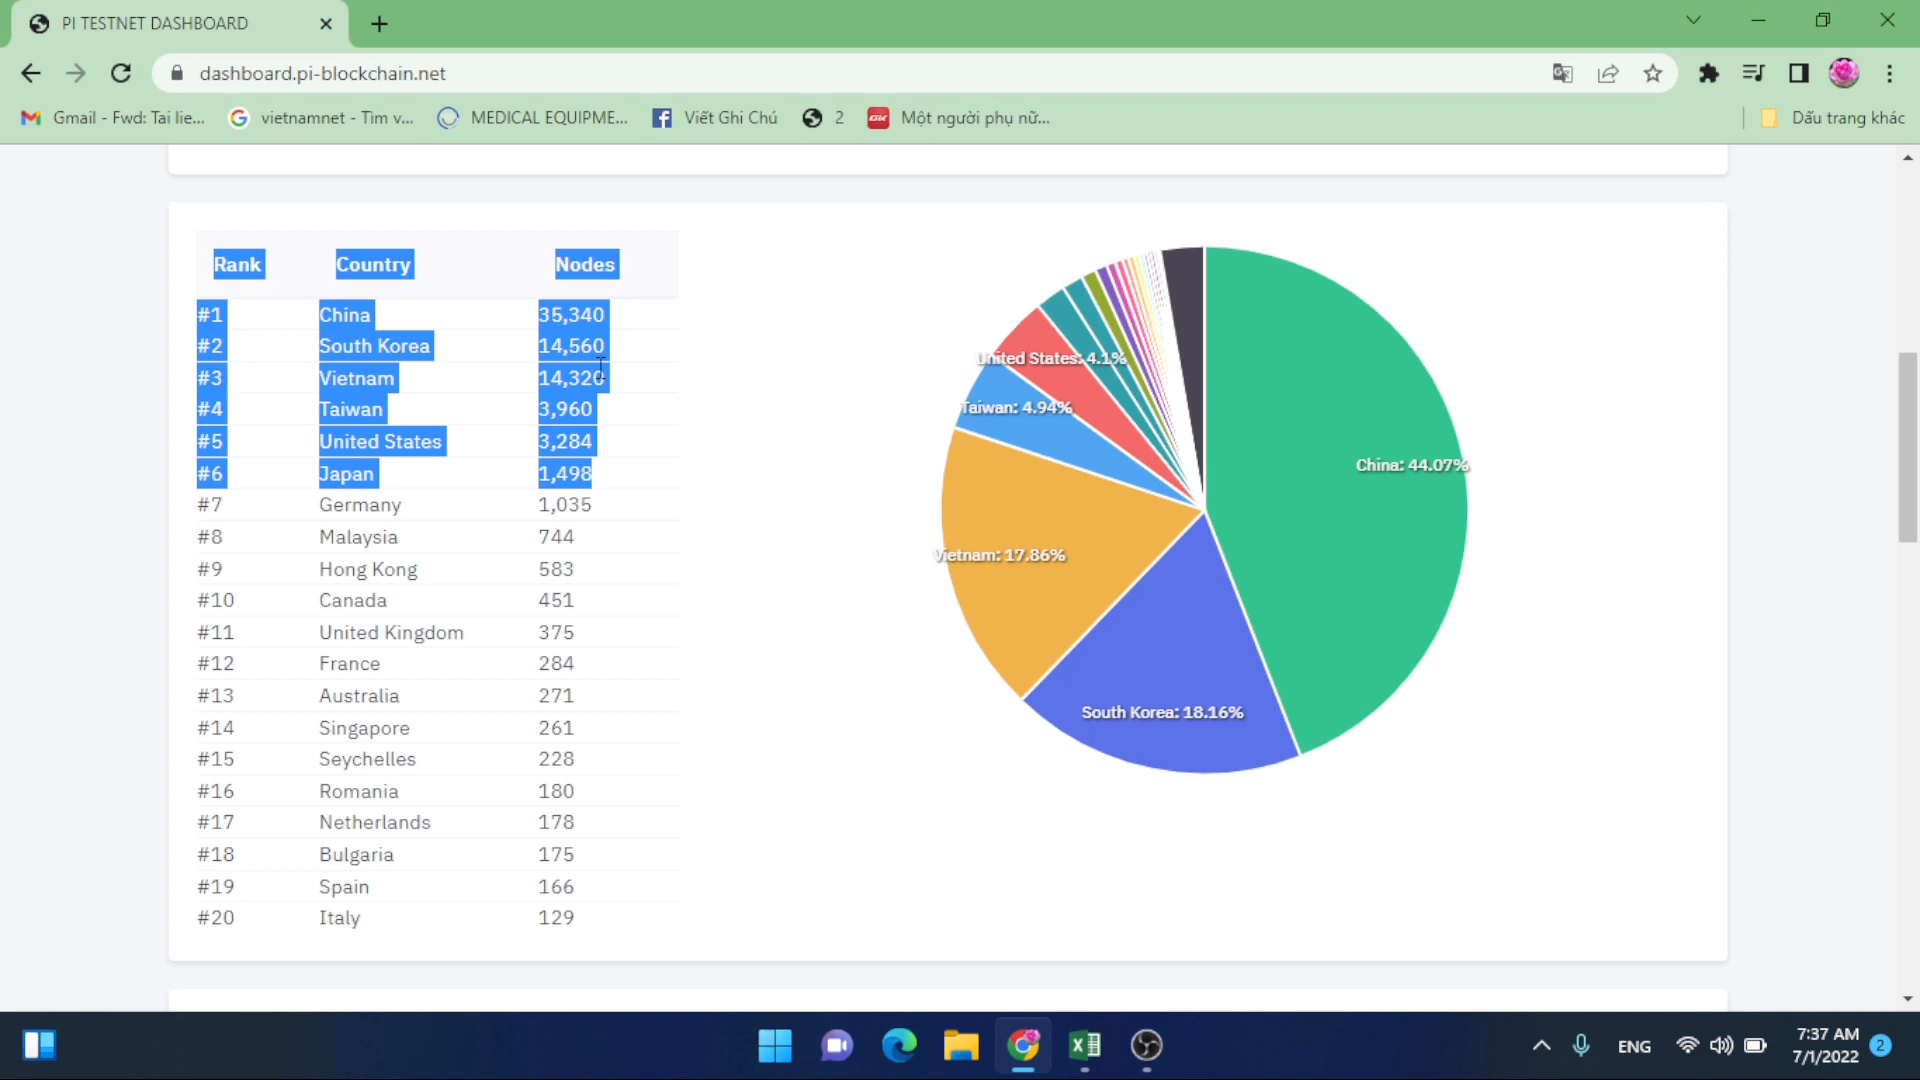 PI TESTNET DASHBOARD
dashboard.pi-blockchain.net
Gmail - Fwd: Tai lie...
vietnamnet - Tìm v...
MEDICAL EQUIPME...
Viết Ghi Chú
2
Một người phụ nữ...
Dấu trang khác
Rank Country Nodes
#1 China 35,340
#2 South Korea 14,560
#3 Vietnam 14,320
#4 Taiwan 3,960
#5 United States 3,284
#6 Japan 1,498
#7 Germany 1,035
#8 Malaysia 744
#9 Hong Kong 583
#10 Canada 451
#11 United Kingdom 375
#12 France 284
#13 Australia 271
#14 Singapore 261
#15 Seychelles 228
#16 Romania 180
#17 Netherlands 178
#18 Bulgaria 175
#19 Spain 166
#20 Italy 129
United States: 4.1%
Taiwan: 4.94%
China: 44.07%
Vietnam: 17.86%
South Korea: 18.16%
ENG
7:37 AM
7/1/2022
2